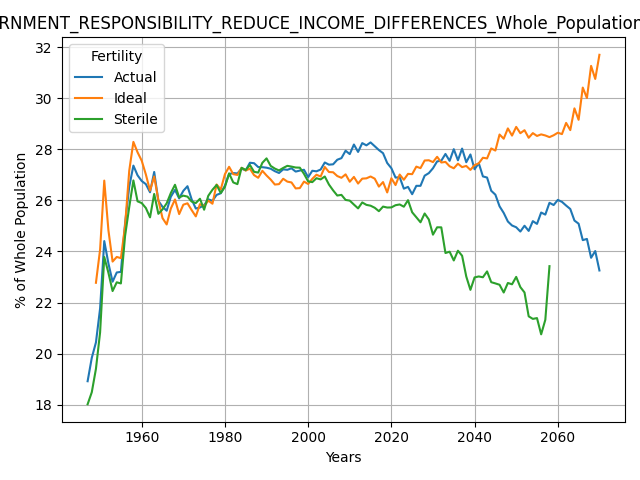 RNMENT_RESPONSIBILITY_REDUCE_INCOME_DIFFERENCES_Whole_Population
32
30
28
26
24
22
20
18
% of Whole Population
Fertility
Actual
Ideal
Sterile
1960 1980 2000 2020 2040 2060
Years